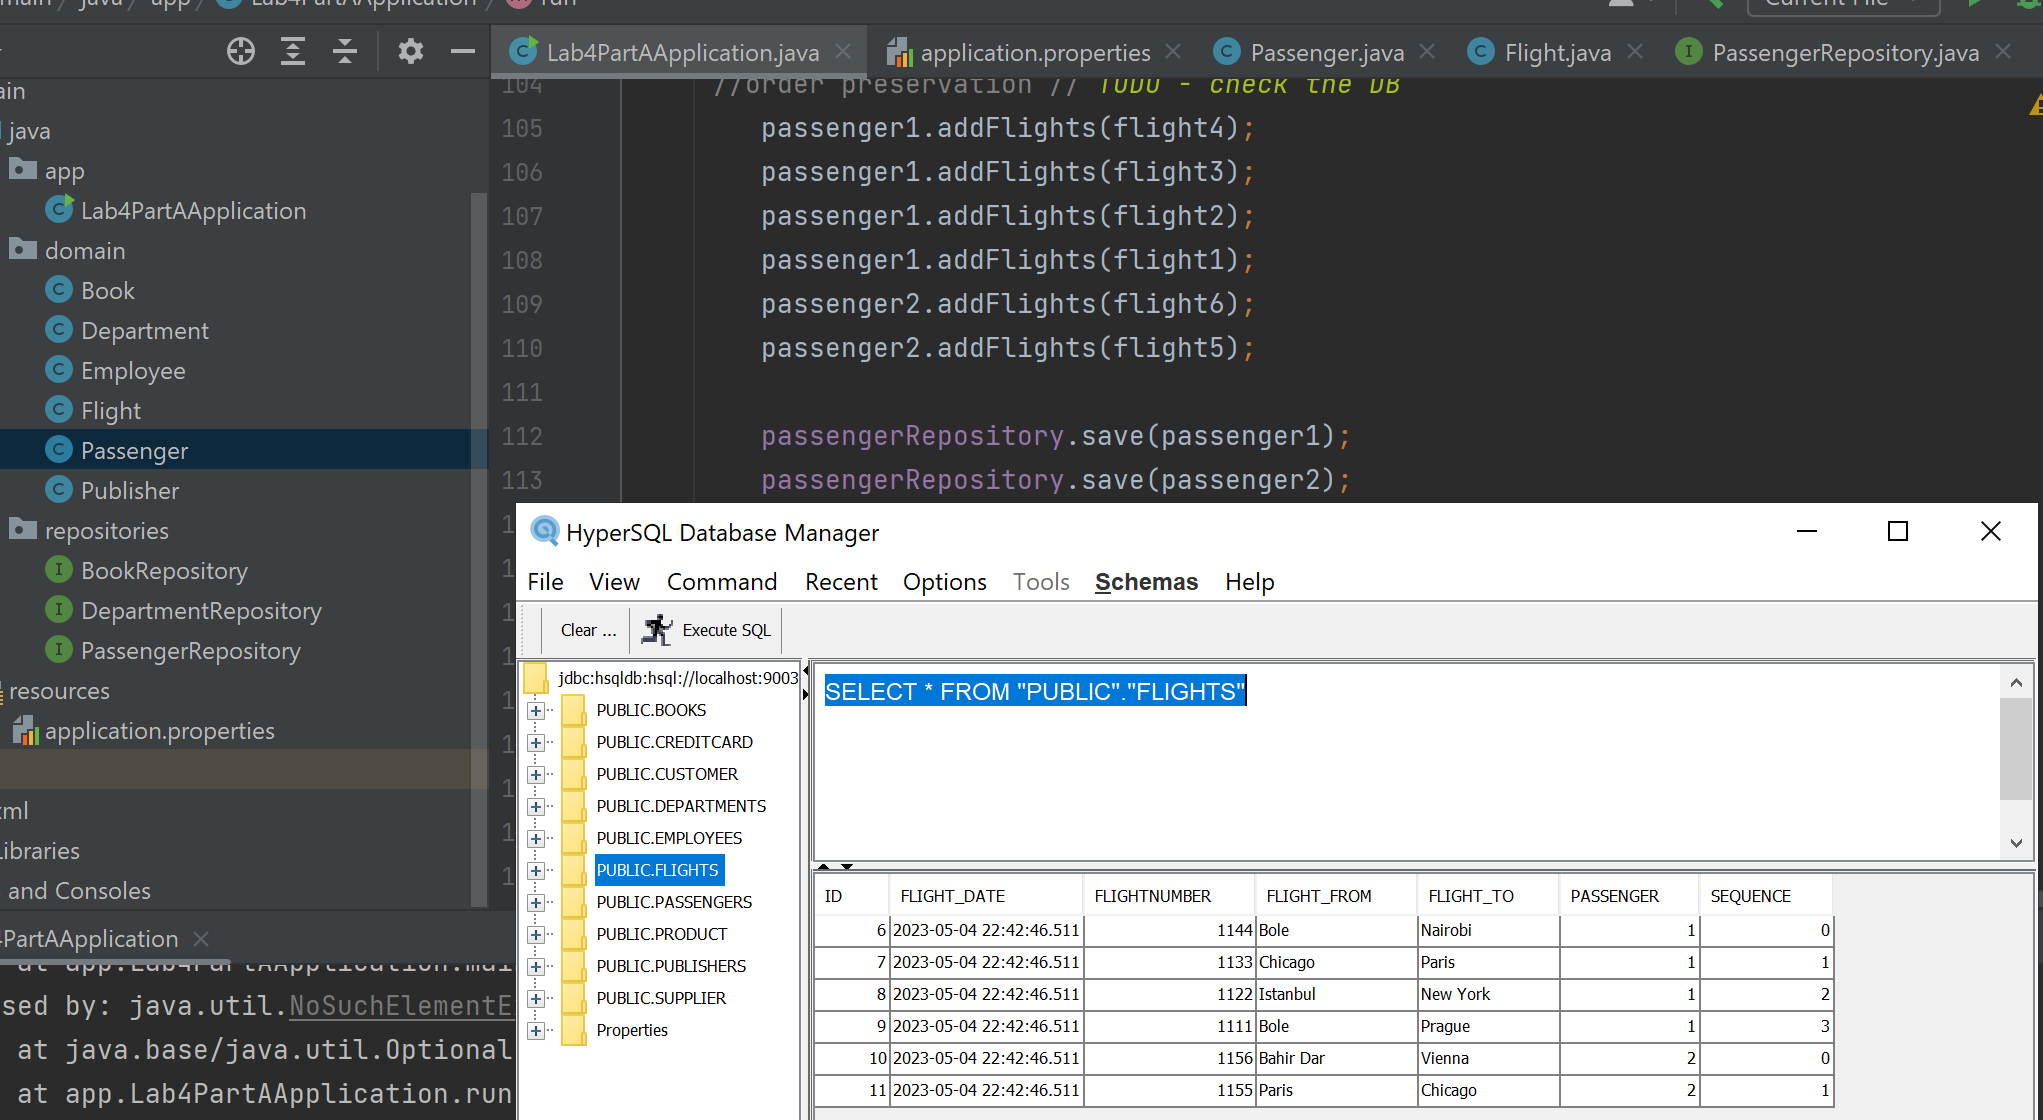 java
app
Lab4PartAApplication
Lab4PartAApplication.java
application.properties
Passenger.java
Flight.java
PassengerRepository.java
ain
java
app
Lab4PartAApplication
domain
Book
Department
Employee
Flight
Passenger
Publisher
repositories
BookRepository
DepartmentRepository
PassengerRepository
resources
application.properties
and Consoles
104 //order preservation // TODO - check the DB
105 passenger1.addFlights(flight4);
106 passenger1.addFlights(flight3);
107 passenger1.addFlights(flight2);
108 passenger1.addFlights(flight1);
109 passenger2.addFlights(flight6);
110 passenger2.addFlights(flight5);
111
112 passengerRepository.save(passenger1);
113 passengerRepository.save(passenger2);
HyperSQL Database Manager
File View Command Recent Options Tools Schemas Help
Clear ... Execute SQL
jdbc:hsqldb:hsql://localhost:9003
PUBLIC.BOOKS
PUBLIC.CREDITCARD
PUBLIC.CUSTOMER
PUBLIC.DEPARTMENTS
PUBLIC.EMPLOYEES
PUBLIC.FLIGHTS
PUBLIC.PASSENGERS
PUBLIC.PRODUCT
PUBLIC.PUBLISHERS
PUBLIC.SUPPLIER
Properties
SELECT * FROM "PUBLIC"."FLIGHTS"
ID FLIGHT_DATE FLIGHTNUMBER FLIGHT_FROM FLIGHT_TO PASSENGER SEQUENCE
6 2023-05-04 22:42:46.511 1144 Bole Nairobi 1 0
7 2023-05-04 22:42:46.511 1133 Chicago Paris 1 1
8 2023-05-04 22:42:46.511 1122 Istanbul New York 1 2
9 2023-05-04 22:42:46.511 1111 Bole Prague 1 3
10 2023-05-04 22:42:46.511 1156 Bahir Dar Vienna 2 0
11 2023-05-04 22:42:46.511 1155 Paris Chicago 2 1
PartAApplication
at app.Lab4PartAApplication.mai
sed by: java.util.NoSuchElementE
at java.base/java.util.Optional
at app.Lab4PartAApplication.run